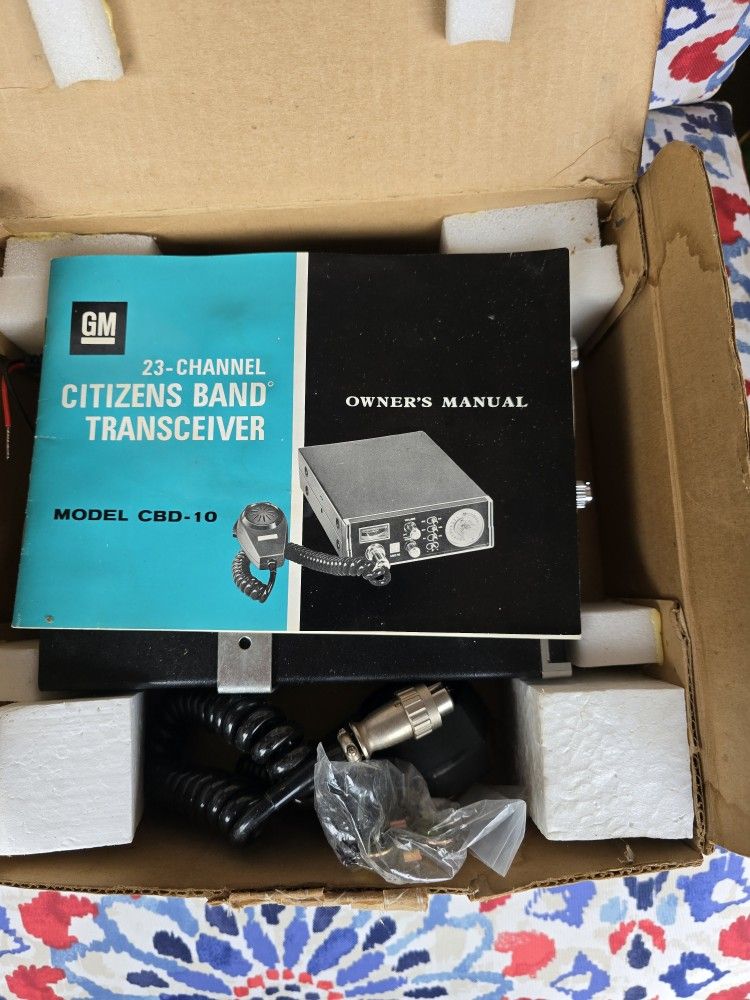 GM
23-CHANNEL
CITIZENS BAND
TRANSCEIVER
MODEL CBD-10
OWNER'S MANUAL